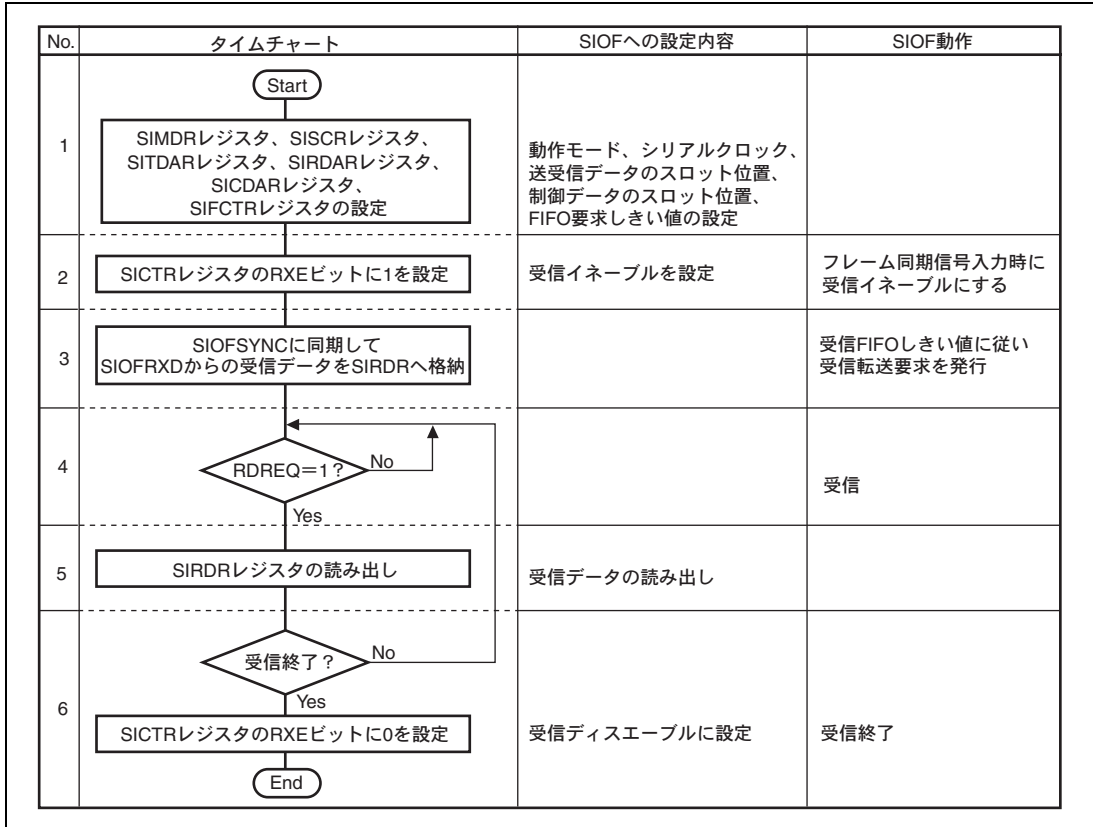 No.
タイムチャート
SIOFへの設定内容
SIOF動作
1
Start
SIMDRレジスタ、SISCRレジスタ、
SITDARレジスタ、SIRDARレジスタ、
SICDARレジスタ、
SIFCTRレジスタの設定
動作モード、シリアルクロック、
送受信データのスロット位置、
制御データのスロット位置、
FIFO要求しきい値の設定
2
SICTRレジスタのRXEビットに1を設定
受信イネーブルを設定
フレーム同期信号入力時に
受信イネーブルにする
3
SIOFSYNCに同期して
SIOFRXDからの受信データをSIRDRへ格納
受信FIFOしきい値に従い
受信転送要求を発行
4
RDREQ=1?
No
Yes
受信
5
SIRDRレジスタの読み出し
受信データの読み出し
6
受信終了?
No
Yes
SICTRレジスタのRXEビットに0を設定
受信ディスエーブルに設定
受信終了
End